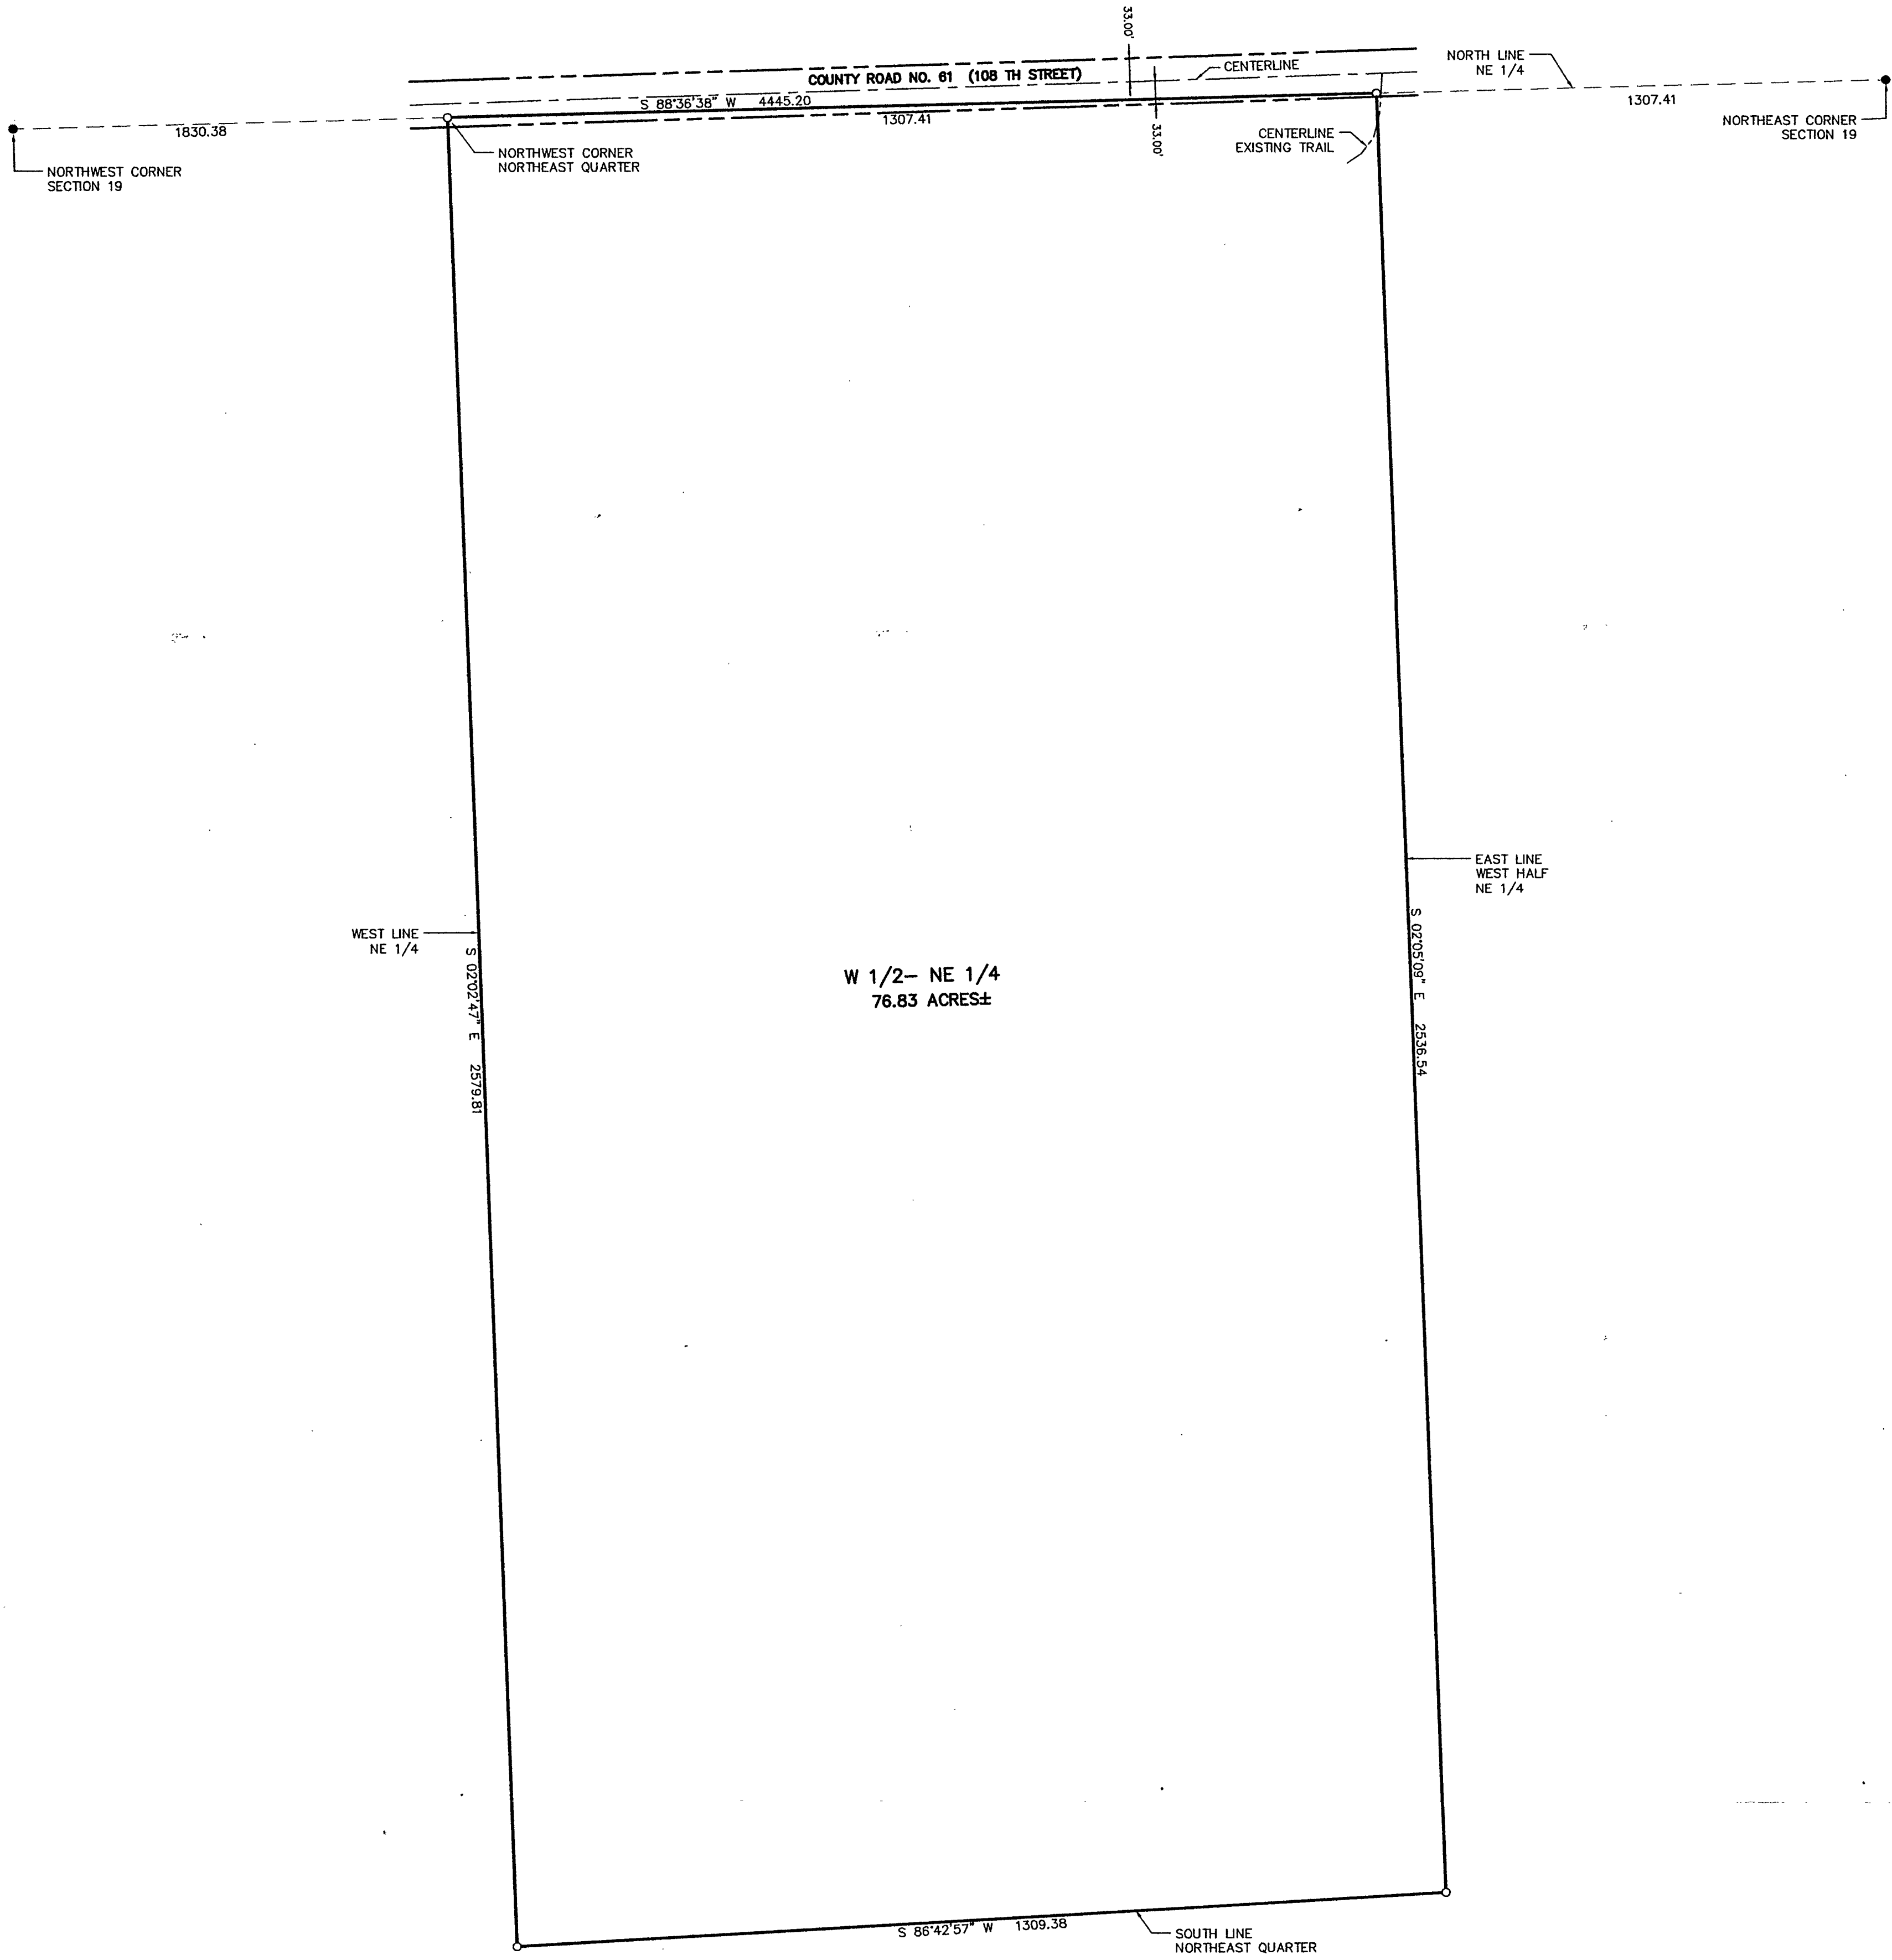 33.00'
NORTH LINE
NE 1/4
CENTERLINE
COUNTY ROAD NO. 61 (108 TH STREET)
S 88°36'38" W 4445.20
1307.41
1307.41
NORTHEAST CORNER
SECTION 19
1830.38
33.00'
CENTERLINE
EXISTING TRAIL
NORTHWEST CORNER
NORTHEAST QUARTER
NORTHWEST CORNER
SECTION 19
EAST LINE
WEST HALF
NE 1/4
WEST LINE
NE 1/4
S 02°02'47" E 2579.81
W 1/2– NE 1/4
76.83 ACRES±
S 02°05'09" E 2536.54
S 86°42'57" W 1309.38
SOUTH LINE
NORTHEAST QUARTER